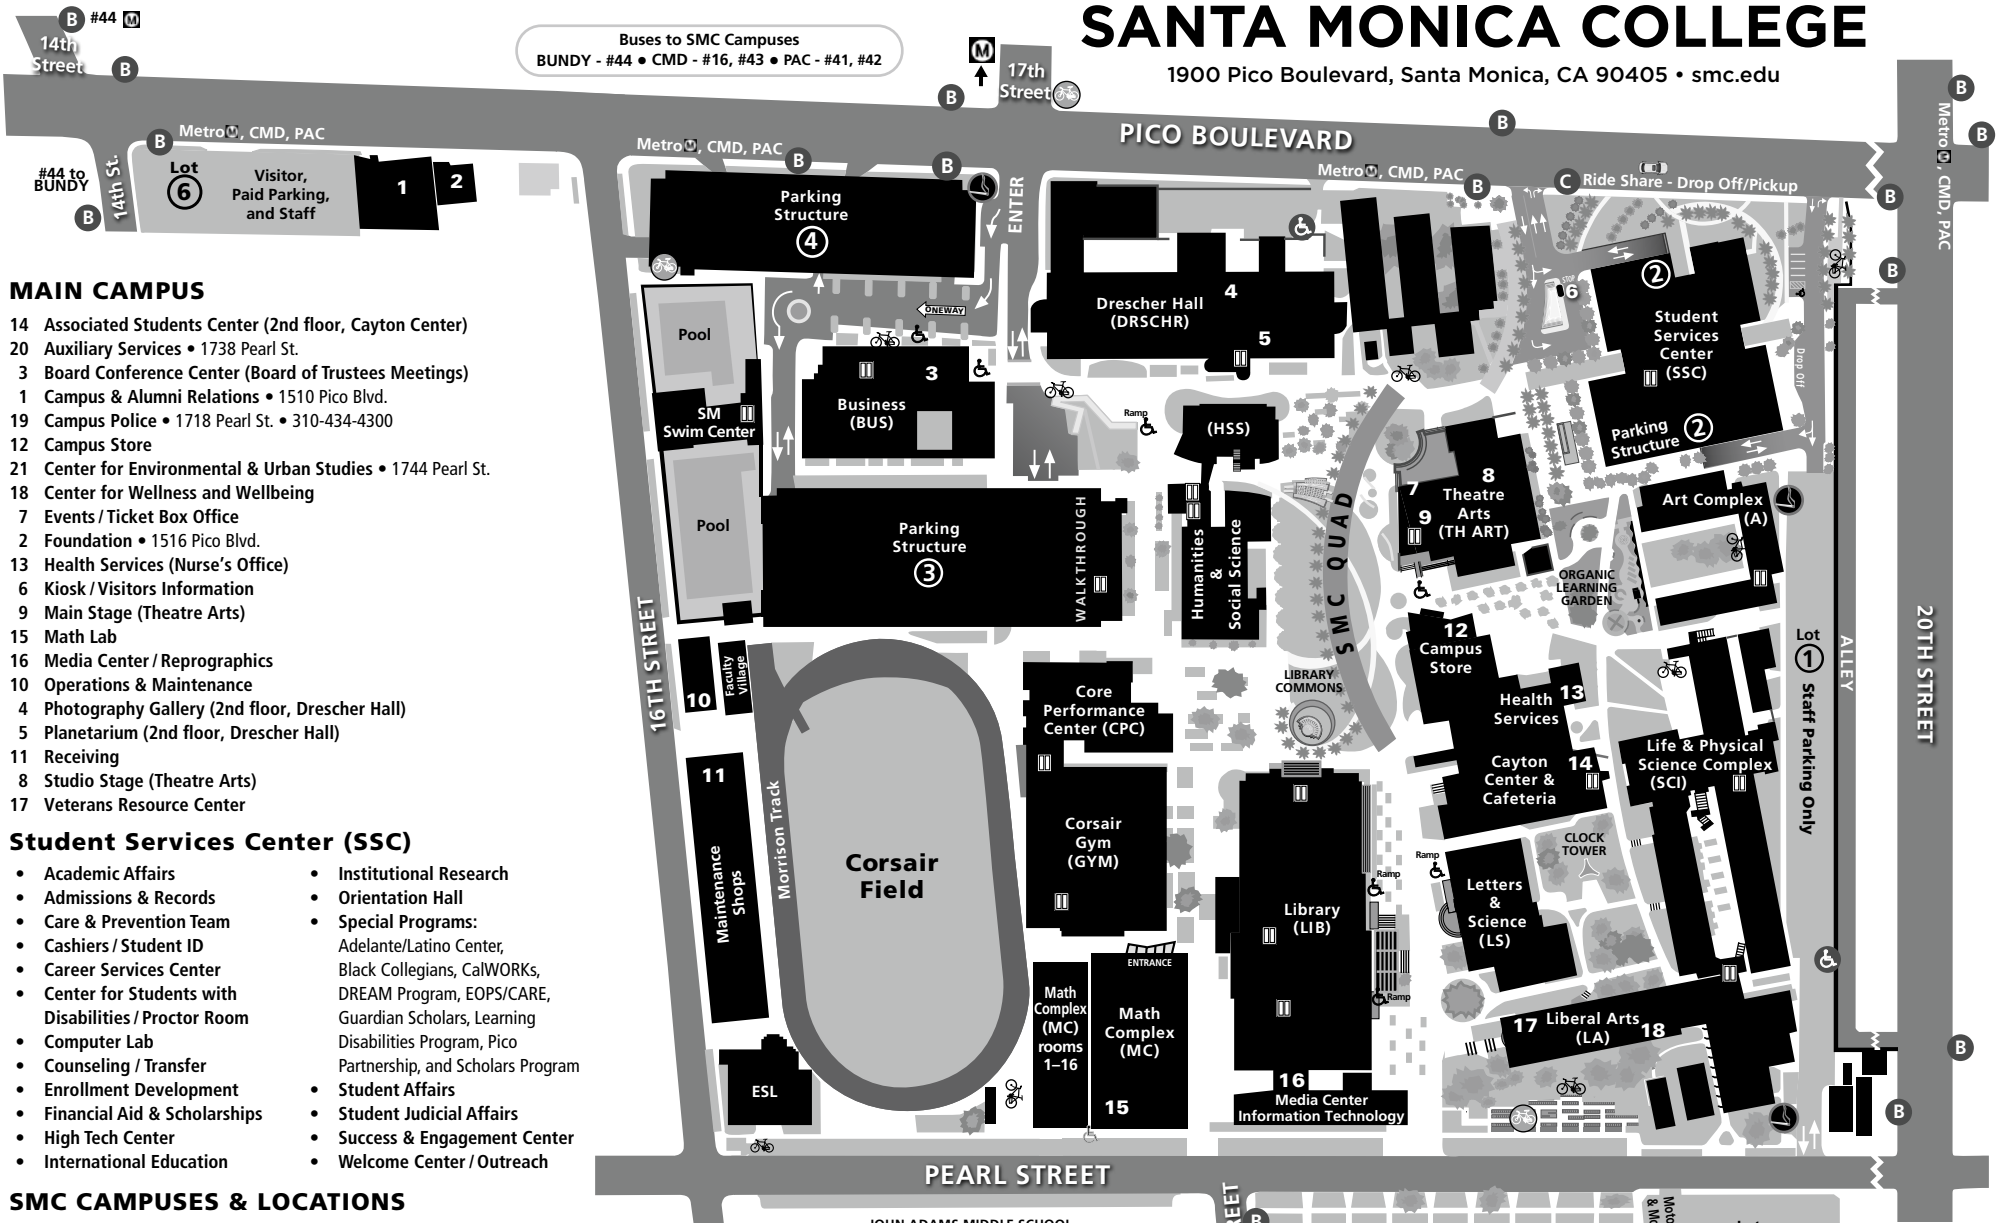 SANTA MONICA COLLEGE
1900 Pico Boulevard, Santa Monica, CA 90405 • smc.edu
B #44 M
14th
Street
B
Buses to SMC Campuses
BUNDY - #44 ● CMD - #16, #43 ● PAC - #41, #42
M
17th
Street
B
B
B
B
PICO BOULEVARD
B
Metro M, CMD, PAC
Metro M, CMD, PAC
B
B
Metro M, CMD, PAC
B
C Ride Share - Drop Off/Pickup
B
Metro M, CMD, PAC
#44 to
BUNDY
B
14th St.
Lot
6
Visitor,
Paid Parking,
and Staff
1
2
Parking
Structure
4
ENTER
ONEWAY
Drescher Hall
(DRSCHR)
4
5
STOP
6
2
Student
Services
Center
(SSC)
Parking
Structure 2
Drop Off
B
MAIN CAMPUS
14 Associated Students Center (2nd floor, Cayton Center)
20 Auxiliary Services • 1738 Pearl St.
3 Board Conference Center (Board of Trustees Meetings)
1 Campus & Alumni Relations • 1510 Pico Blvd.
19 Campus Police • 1718 Pearl St. • 310-434-4300
12 Campus Store
21 Center for Environmental & Urban Studies • 1744 Pearl St.
18 Center for Wellness and Wellbeing
7 Events / Ticket Box Office
2 Foundation • 1516 Pico Blvd.
13 Health Services (Nurse's Office)
6 Kiosk / Visitors Information
9 Main Stage (Theatre Arts)
15 Math Lab
16 Media Center / Reprographics
10 Operations & Maintenance
4 Photography Gallery (2nd floor, Drescher Hall)
5 Planetarium (2nd floor, Drescher Hall)
11 Receiving
8 Studio Stage (Theatre Arts)
17 Veterans Resource Center
Student Services Center (SSC)
• Academic Affairs
• Admissions & Records
• Care & Prevention Team
• Cashiers / Student ID
• Career Services Center
• Center for Students with
Disabilities / Proctor Room
• Computer Lab
• Counseling / Transfer
• Enrollment Development
• Financial Aid & Scholarships
• High Tech Center
• International Education
• Institutional Research
• Orientation Hall
• Special Programs:
Adelante/Latino Center,
Black Collegians, CalWORKs,
DREAM Program, EOPS/CARE,
Guardian Scholars, Learning
Disabilities Program, Pico
Partnership, and Scholars Program
• Student Affairs
• Student Judicial Affairs
• Success & Engagement Center
• Welcome Center / Outreach
SMC CAMPUSES & LOCATIONS
Pool
SM
Swim Center
Pool
3
Business
(BUS)
Parking
Structure
3
WALKTHROUGH
Ramp
(HSS)
Humanities
&
Social Science
SMC QUAD
7
8
Theatre
Arts
(TH ART)
9
Art Complex
(A)
ORGANIC
LEARNING
GARDEN
16TH STREET
10
Faculty
Village
11
Maintenance
Shops
Morrison Track
Corsair
Field
ESL
Core
Performance
Center (CPC)
Corsair
Gym
(GYM)
ENTRANCE
Math
Complex
(MC)
rooms
1–16
Math
Complex
(MC)
15
LIBRARY
COMMONS
Library
(LIB)
Ramp
Ramp
Ramp
16
Media Center
Information Technology
12
Campus
Store
13
Health
Services
Cayton
Center &
Cafeteria
14
Life & Physical
Science Complex
(SCI)
CLOCK
TOWER
Letters
&
Science
(LS)
17 Liberal Arts 18
(LA)
Lot
1
Staff Parking Only
ALLEY
20TH STREET
B
B
PEARL STREET
REET
B
JOHN ADAMS MIDDLE SCHOOL